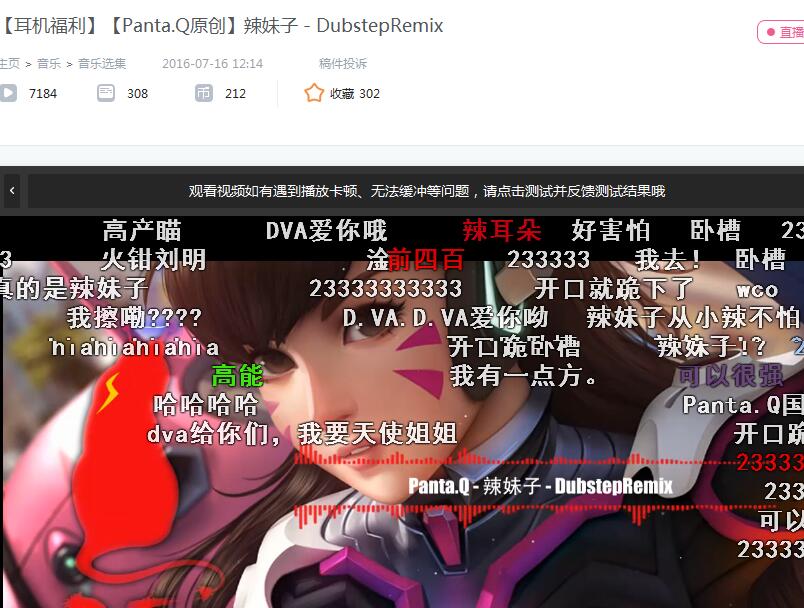 【耳机福利】【Panta.Q原创】辣妹子 - DubstepRemix
直播
主页 > 音乐 > 音乐选集 2016-07-16 12:14 稿件投诉
7184 308 币 212 收藏 302
观看视频如有遇到播放卡顿、无法缓冲等问题，请点击测试并反馈测试结果哦
高产瞄 DVA爱你哦 辣耳朵 好害怕 卧槽 23
3 火钳刘明 淦 前四百 233333 我去! 卧槽
真的是辣妹子 23333333333 开口就跪下了 wco
我擦嘞???? D.VA.D.VA爱你呦 辣妹子从小辣不怕
hiahiahiahia 开口跪卧槽 辣妹子!? 2
高能 我有一点方。 可以很强
哈哈哈哈 Panta.Q国
dva给你们，我要天使姐姐 开口跪
23333
Panta.Q - 辣妹子 - DubstepRemix 233
可以
23333